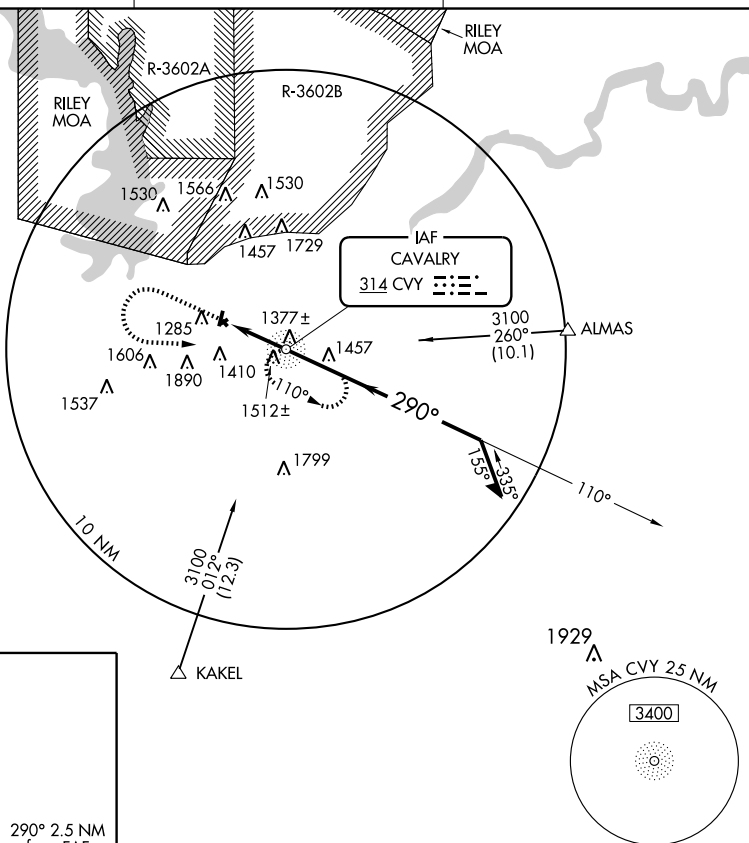 RILEY
MOA
R-3602A
R-3602B
RILEY
MOA
1530
1566
1530
1457
1729
IAF
CAVALRY
314 CVY
3100
260°
(10.1)
ALMAS
1377±
1285
1457
1606
1890
1410
1537
1512±
110°
290°
1799
155°
335°
110°
10 NM
3100
012°
(12.3)
KAKEL
1929
MSA CVY 25 NM
3400
290° 2.5 NM